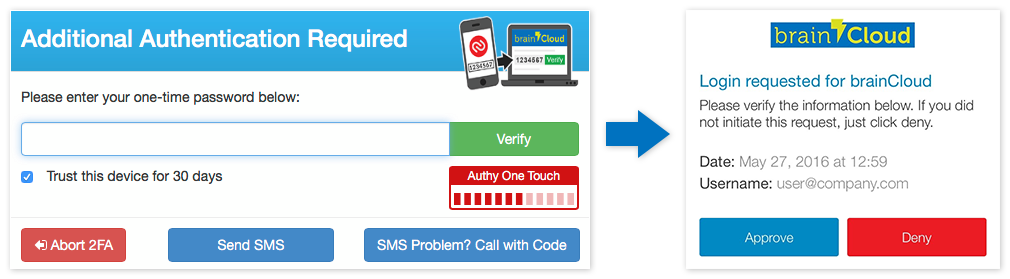 Additional Authentication Required
1234567
brainCloud
1234567 Verify
Please enter your one-time password below:
Verify
Trust this device for 30 days
Authy One Touch
Abort 2FA
Send SMS
SMS Problem? Call with Code
brainCloud
Login requested for brainCloud
Please verify the information below. If you did
not initiate this request, just click deny.
Date: May 27, 2016 at 12:59
Username: user@company.com
Approve
Deny